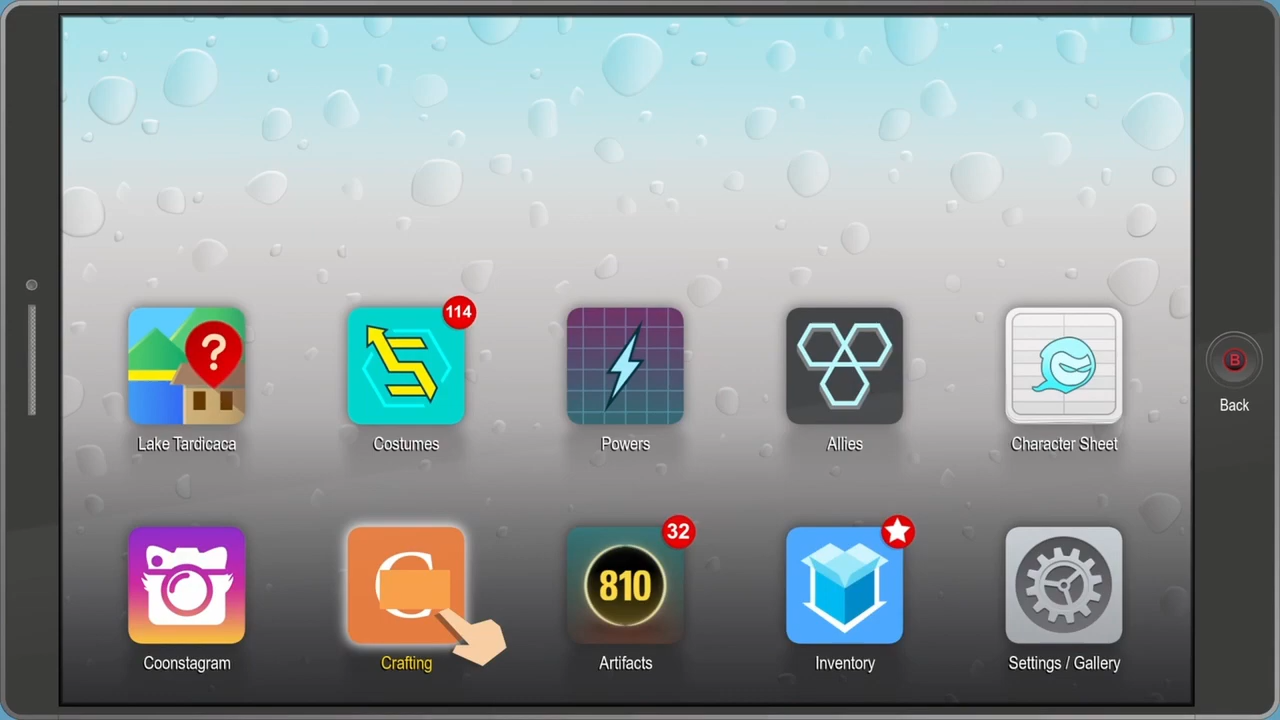 114
?
Lake Tardicaca
Costumes
Powers
Allies
Character Sheet
B
Back
32
C
810
Coonstagram
Crafting
Artifacts
Inventory
Settings / Gallery